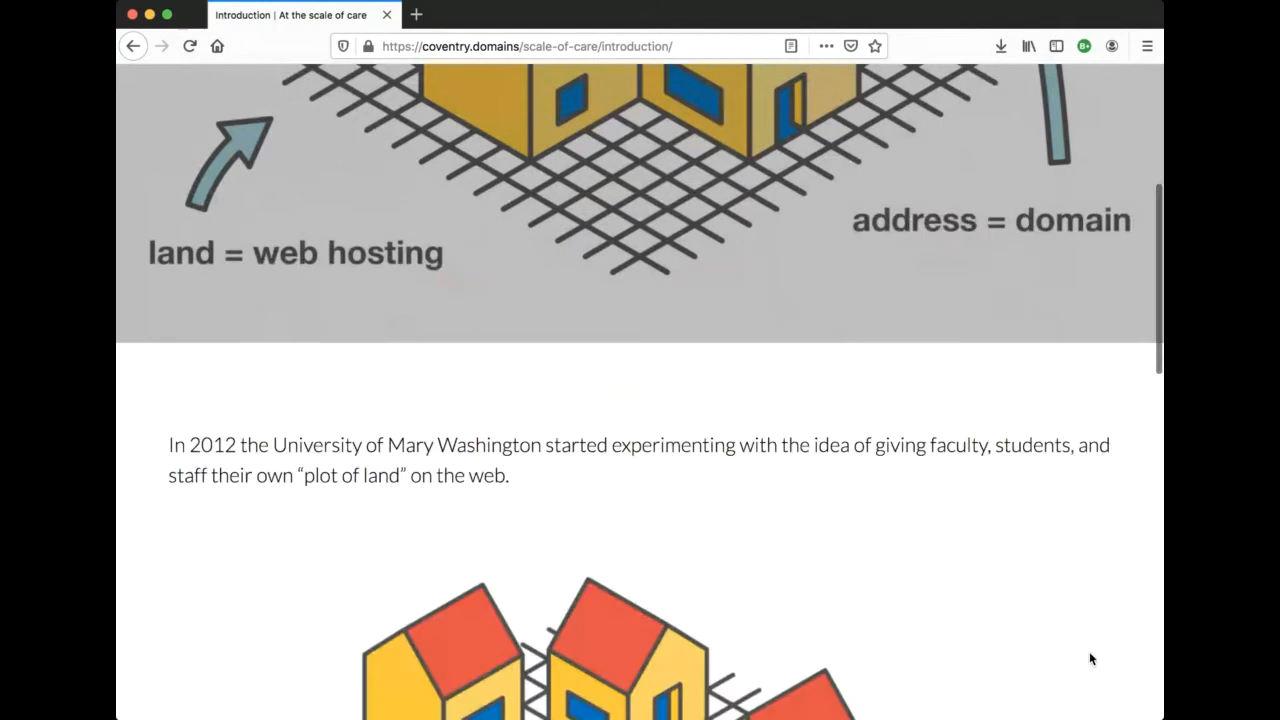 Introduction | At the scale of care
https://coventry.domains/scale-of-care/introduction/
land = web hosting
address = domain
In 2012 the University of Mary Washington started experimenting with the idea of giving faculty, students, and
staff their own “plot of land” on the web.